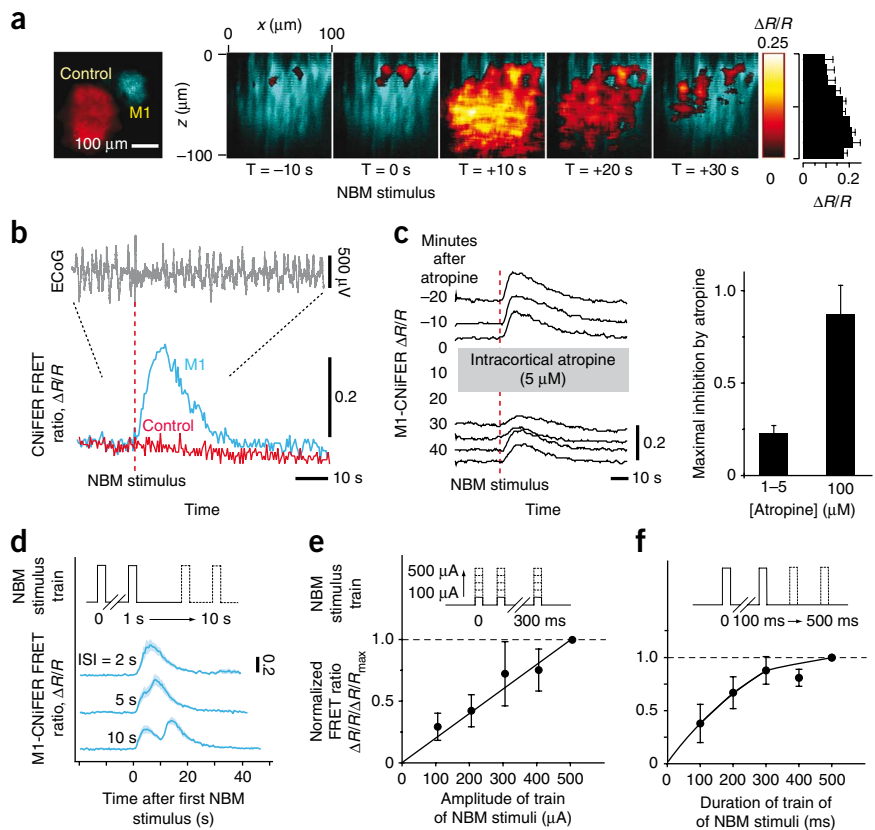 a
Control
M1
100 μm
x (μm)
0 100
z (μm)
0
−100
T = −10 s
T = 0 s
T = +10 s
T = +20 s
T = +30 s
NBM stimulus
ΔR/R
0.25
0
0 0.2
ΔR/R
b
ECoG
500 μV
CNiFER FRET
ratio, ΔR/R
M1
Control
0.2
NBM stimulus
10 s
Time
c
Minutes
after
atropine
−20
−10
0
10
20
30
40
M1-CNiFER ΔR/R
Intracortical atropine
(5 μM)
0.2
NBM stimulus
10 s
Time
Maximal inhibition by atropine
1.0
0.5
0
1–5 100
[Atropine] (μM)
d
NBM
stimulus
train
0 1 s 10 s
M1-CNiFER FRET
ratio, ΔR/R
ISI = 2 s
5 s
10 s
0.2
0 20 40
Time after first NBM
stimulus (s)
e
NBM
stimulus
train
500 μA
100 μA
0 300 ms
Normalized
FRET ratio
ΔR/R/ΔR/Rmax
1.0
0.5
0
0 100 200 300 400 500
Amplitude of train
of NBM stimuli (μA)
f
0 100 ms 500 ms
1.0
0.5
0
0 100 200 300 400 500
Duration of train of
of NBM stimuli (ms)